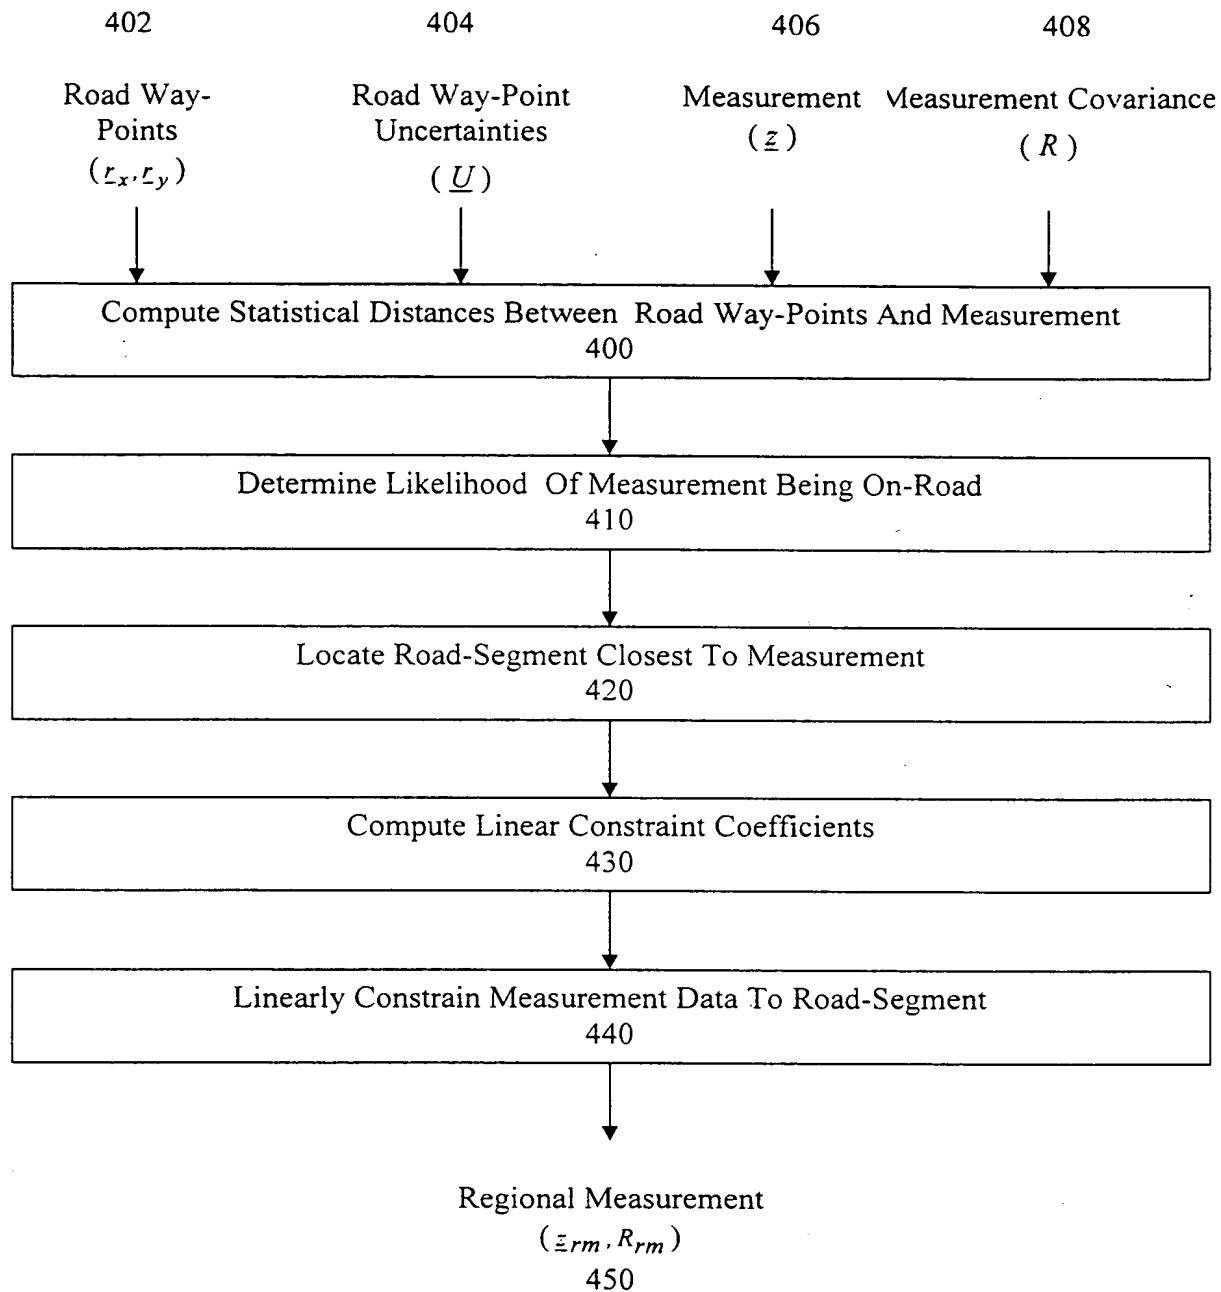 402 404 406 408
Road Way-
Points
(r_x, r_y)
Road Way-Point
Uncertainties
(U)
Measurement
(z)
Measurement Covariance
(R)
Compute Statistical Distances Between Road Way-Points And Measurement
400
Determine Likelihood Of Measurement Being On-Road
410
Locate Road-Segment Closest To Measurement
420
Compute Linear Constraint Coefficients
430
Linearly Constrain Measurement Data To Road-Segment
440
Regional Measurement
(z_rm, R_rm)
450